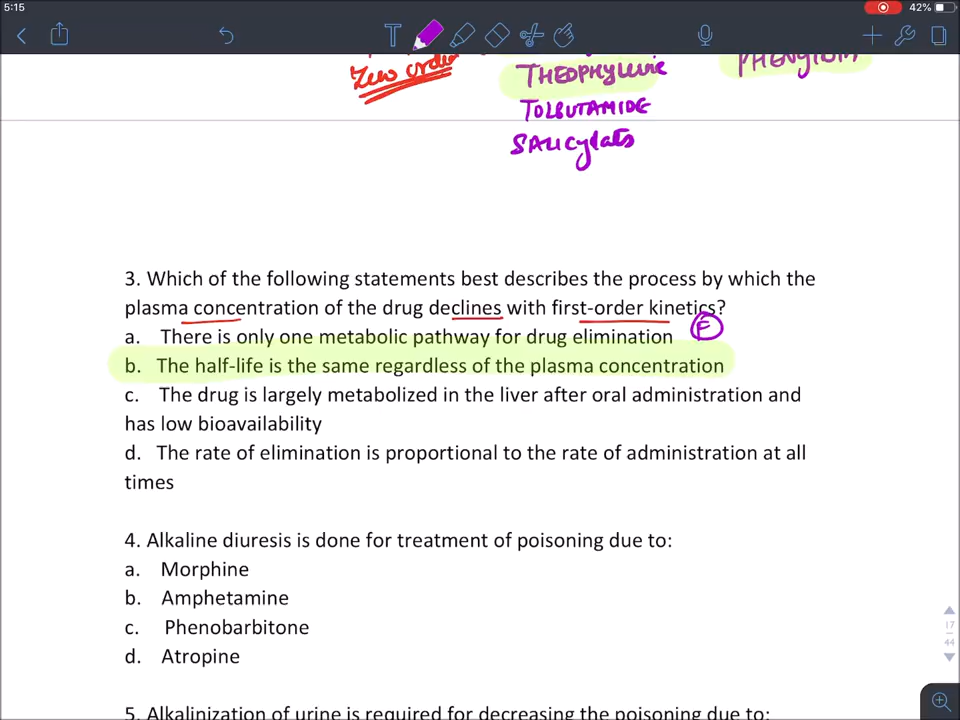 5:15
42%
T
Zero order
THEOPHYLLINE
TOLBUTAMIDE
SALICYLATS
3. Which of the following statements best describes the process by which the
plasma concentration of the drug declines with first-order kinetics?
a. There is only one metabolic pathway for drug elimination
F
b. The half-life is the same regardless of the plasma concentration
c. The drug is largely metabolized in the liver after oral administration and
has low bioavailability
d. The rate of elimination is proportional to the rate of administration at all
times
4. Alkaline diuresis is done for treatment of poisoning due to:
a. Morphine
b. Amphetamine
c. Phenobarbitone
d. Atropine
17
44
5. Alkalinization of urine is required for decreasing the poisoning due to: